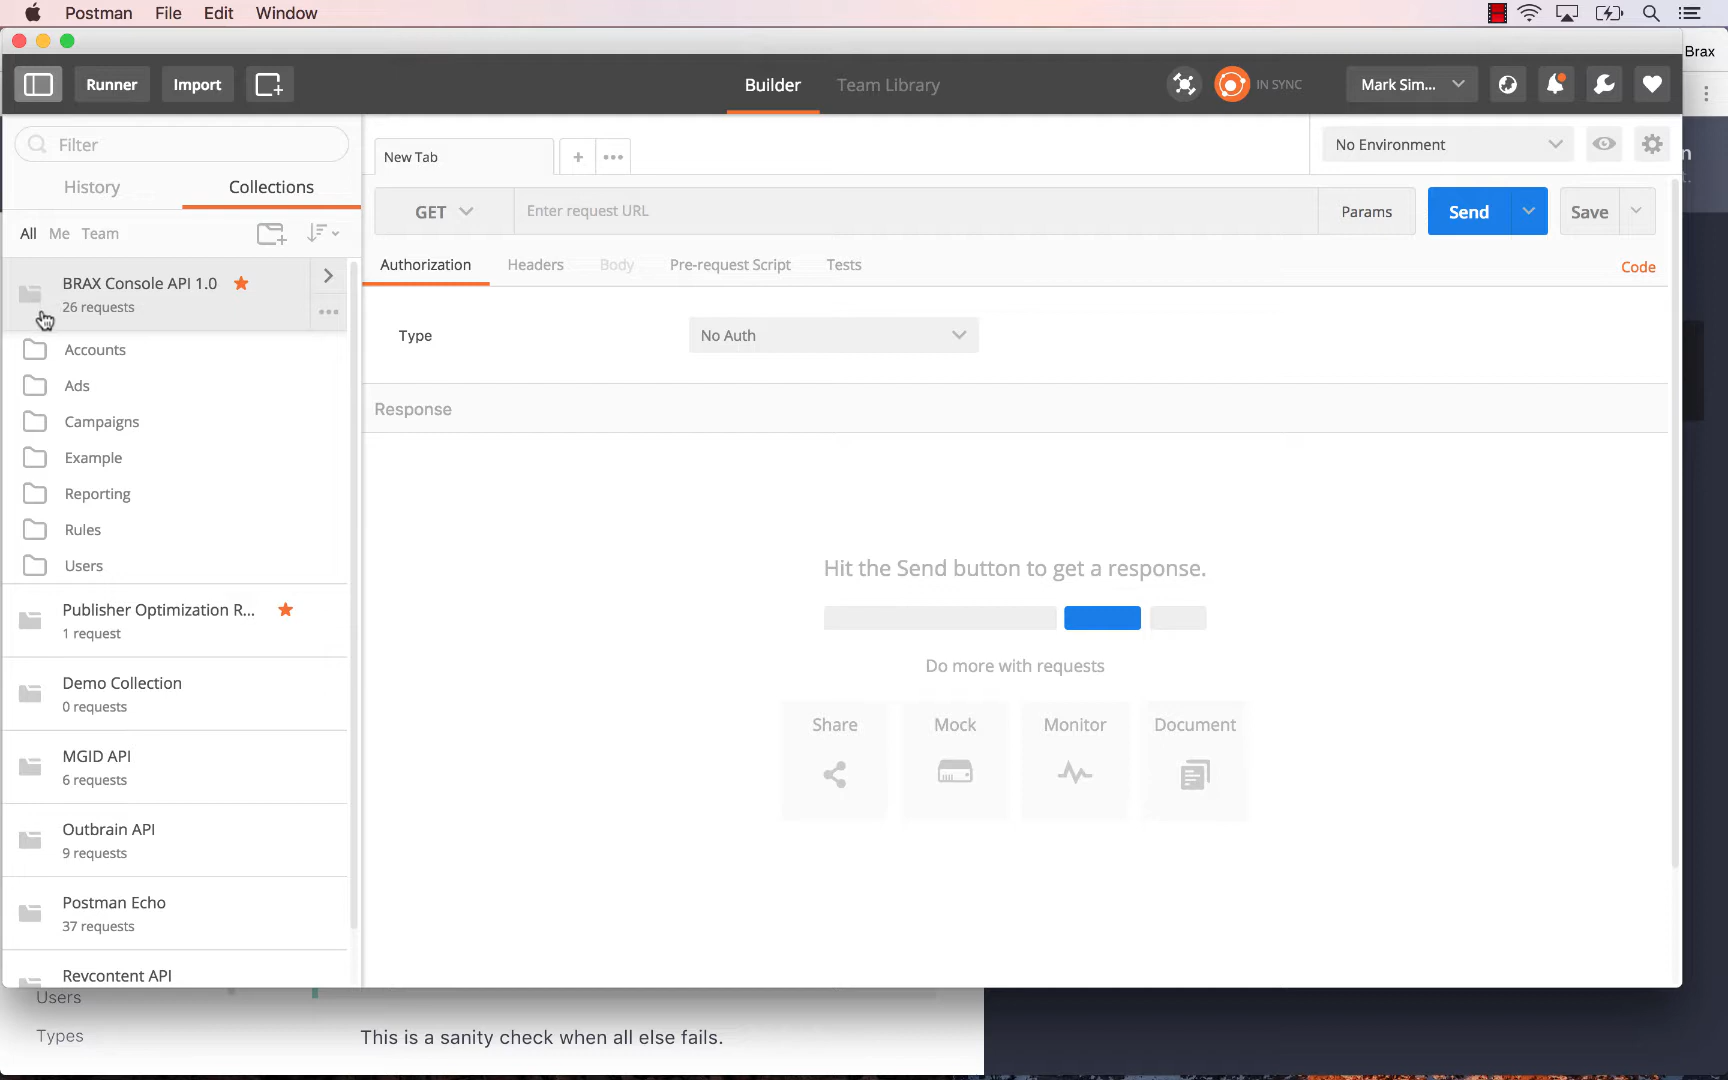 Postman File Edit Window
Brax
Runner Import
Builder Team Library
IN SYNC
Mark Sim...
Filter
History Collections
All Me Team
BRAX Console API 1.0
26 requests
Accounts
Ads
Campaigns
Example
Reporting
Rules
Users
Publisher Optimization R...
1 request
Demo Collection
0 requests
MGID API
6 requests
Outbrain API
9 requests
Postman Echo
37 requests
Revcontent API
New Tab
No Environment
GET Enter request URL Params Send Save
Authorization Headers Body Pre-request Script Tests Code
Type No Auth
Response
Hit the Send button to get a response.
Do more with requests
Share Mock Monitor Document
Users
Types
This is a sanity check when all else fails.